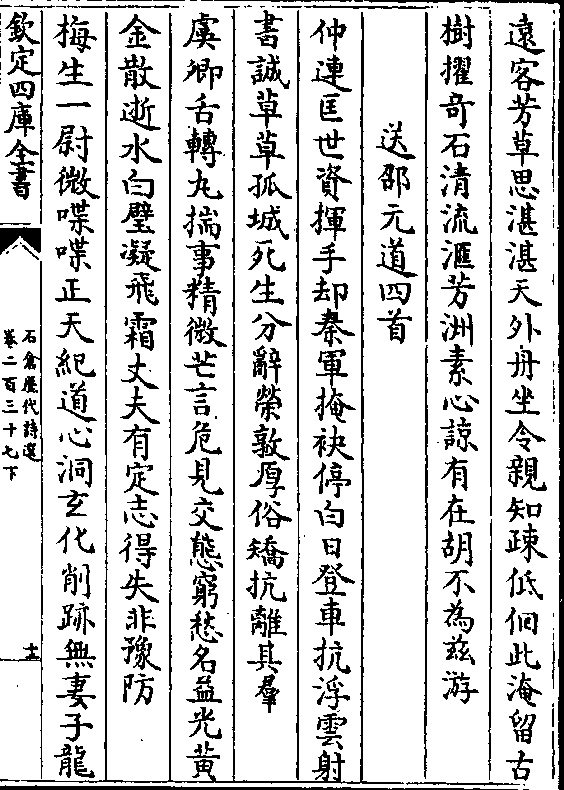 遠客芳草思湛湛天外舟坐令親知疎低佪此淹留古
樹擢奇石清流滙芳洲素心諒有在胡不為兹游
送邵元道四首
仲連匡世資揮手却秦軍掩袂停白日登車抗浮雲射
書誠草草孤城死生分辭榮敦厚俗矯抗離其羣
虞卿舌轉丸揣事精微芒言危見交態窮愁名益光黄
金散逝水白璧凝飛霜丈夫有定志得失非豫防
梅生一尉微喋喋正天紀道心洞玄化削跡無妻子龍
欽定四庫全書
石倉歷代詩選
卷二百三十七下
十